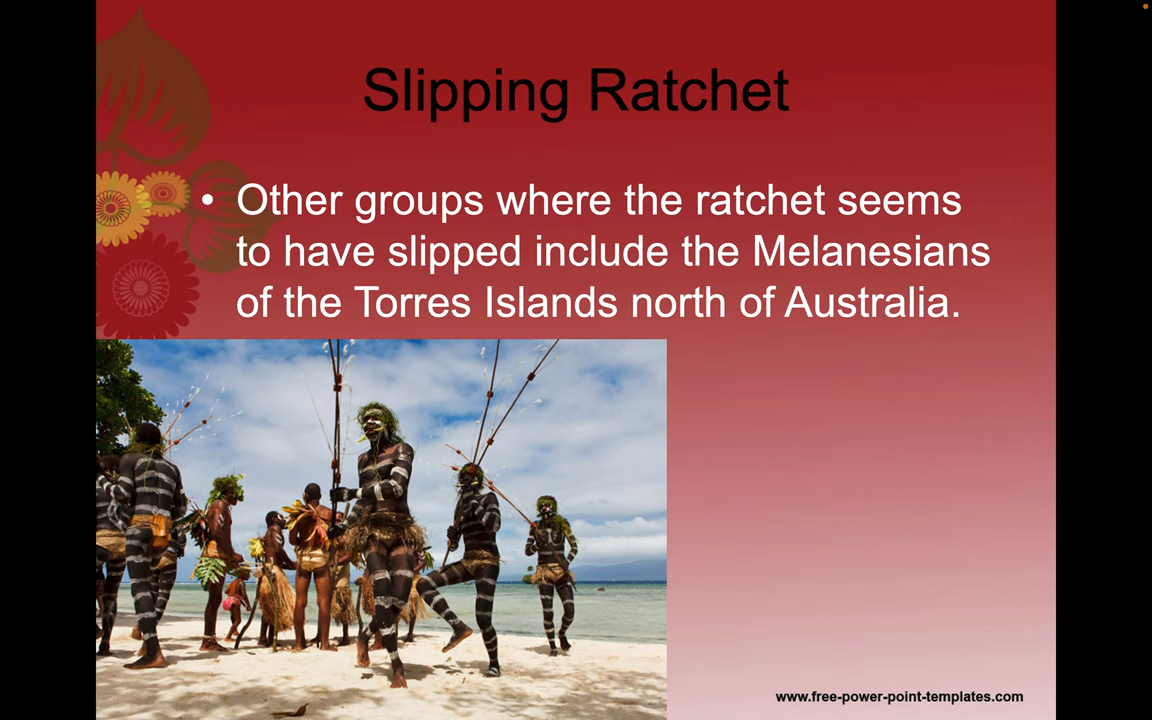 Slipping Ratchet
• Other groups where the ratchet seems
to have slipped include the Melanesians
of the Torres Islands north of Australia.
www.free-power-point-templates.com